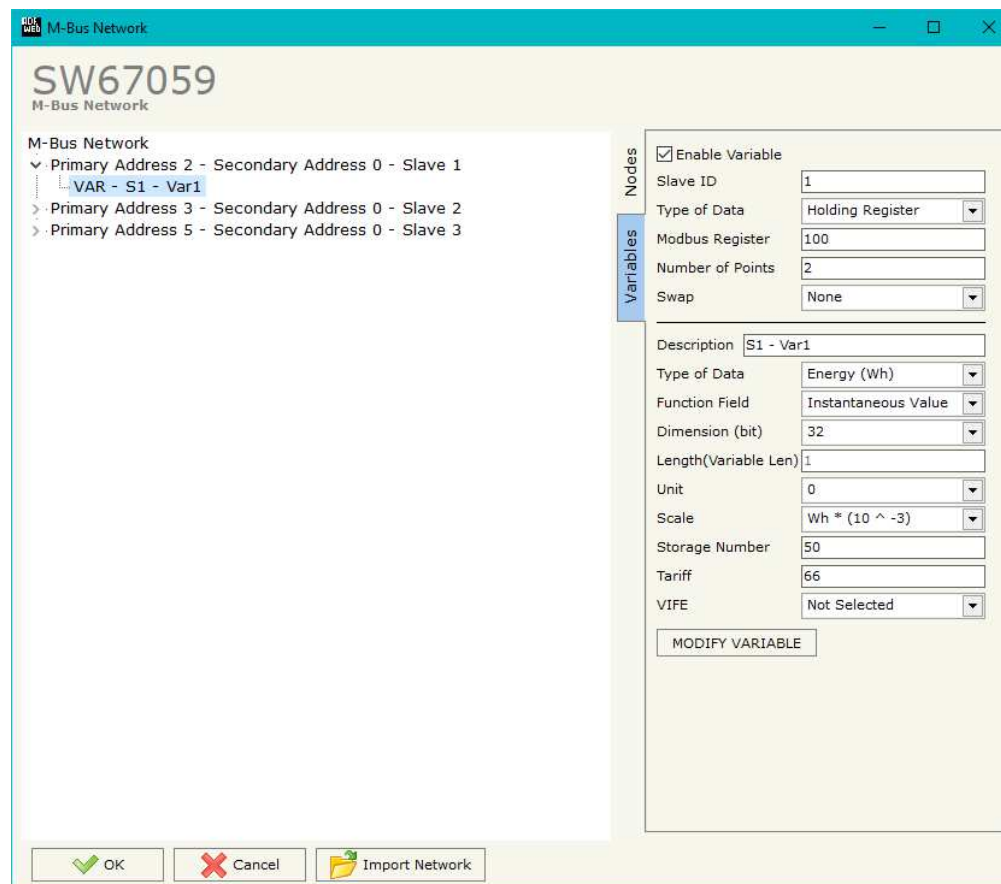 ADF
WEB M-Bus Network
SW67059
M-Bus Network
M-Bus Network
Primary Address 2 - Secondary Address 0 - Slave 1
VAR - S1 - Var1
Primary Address 3 - Secondary Address 0 - Slave 2
Primary Address 5 - Secondary Address 0 - Slave 3
Nodes
Variables
Enable Variable
Slave ID 1
Type of Data Holding Register
Modbus Register 100
Number of Points 2
Swap None
Description S1 - Var1
Type of Data Energy (Wh)
Function Field Instantaneous Value
Dimension (bit) 32
Length(Variable Len) 1
Unit 0
Scale Wh * (10 ^ -3)
Storage Number 50
Tariff 66
VIFE Not Selected
MODIFY VARIABLE
OK Cancel Import Network